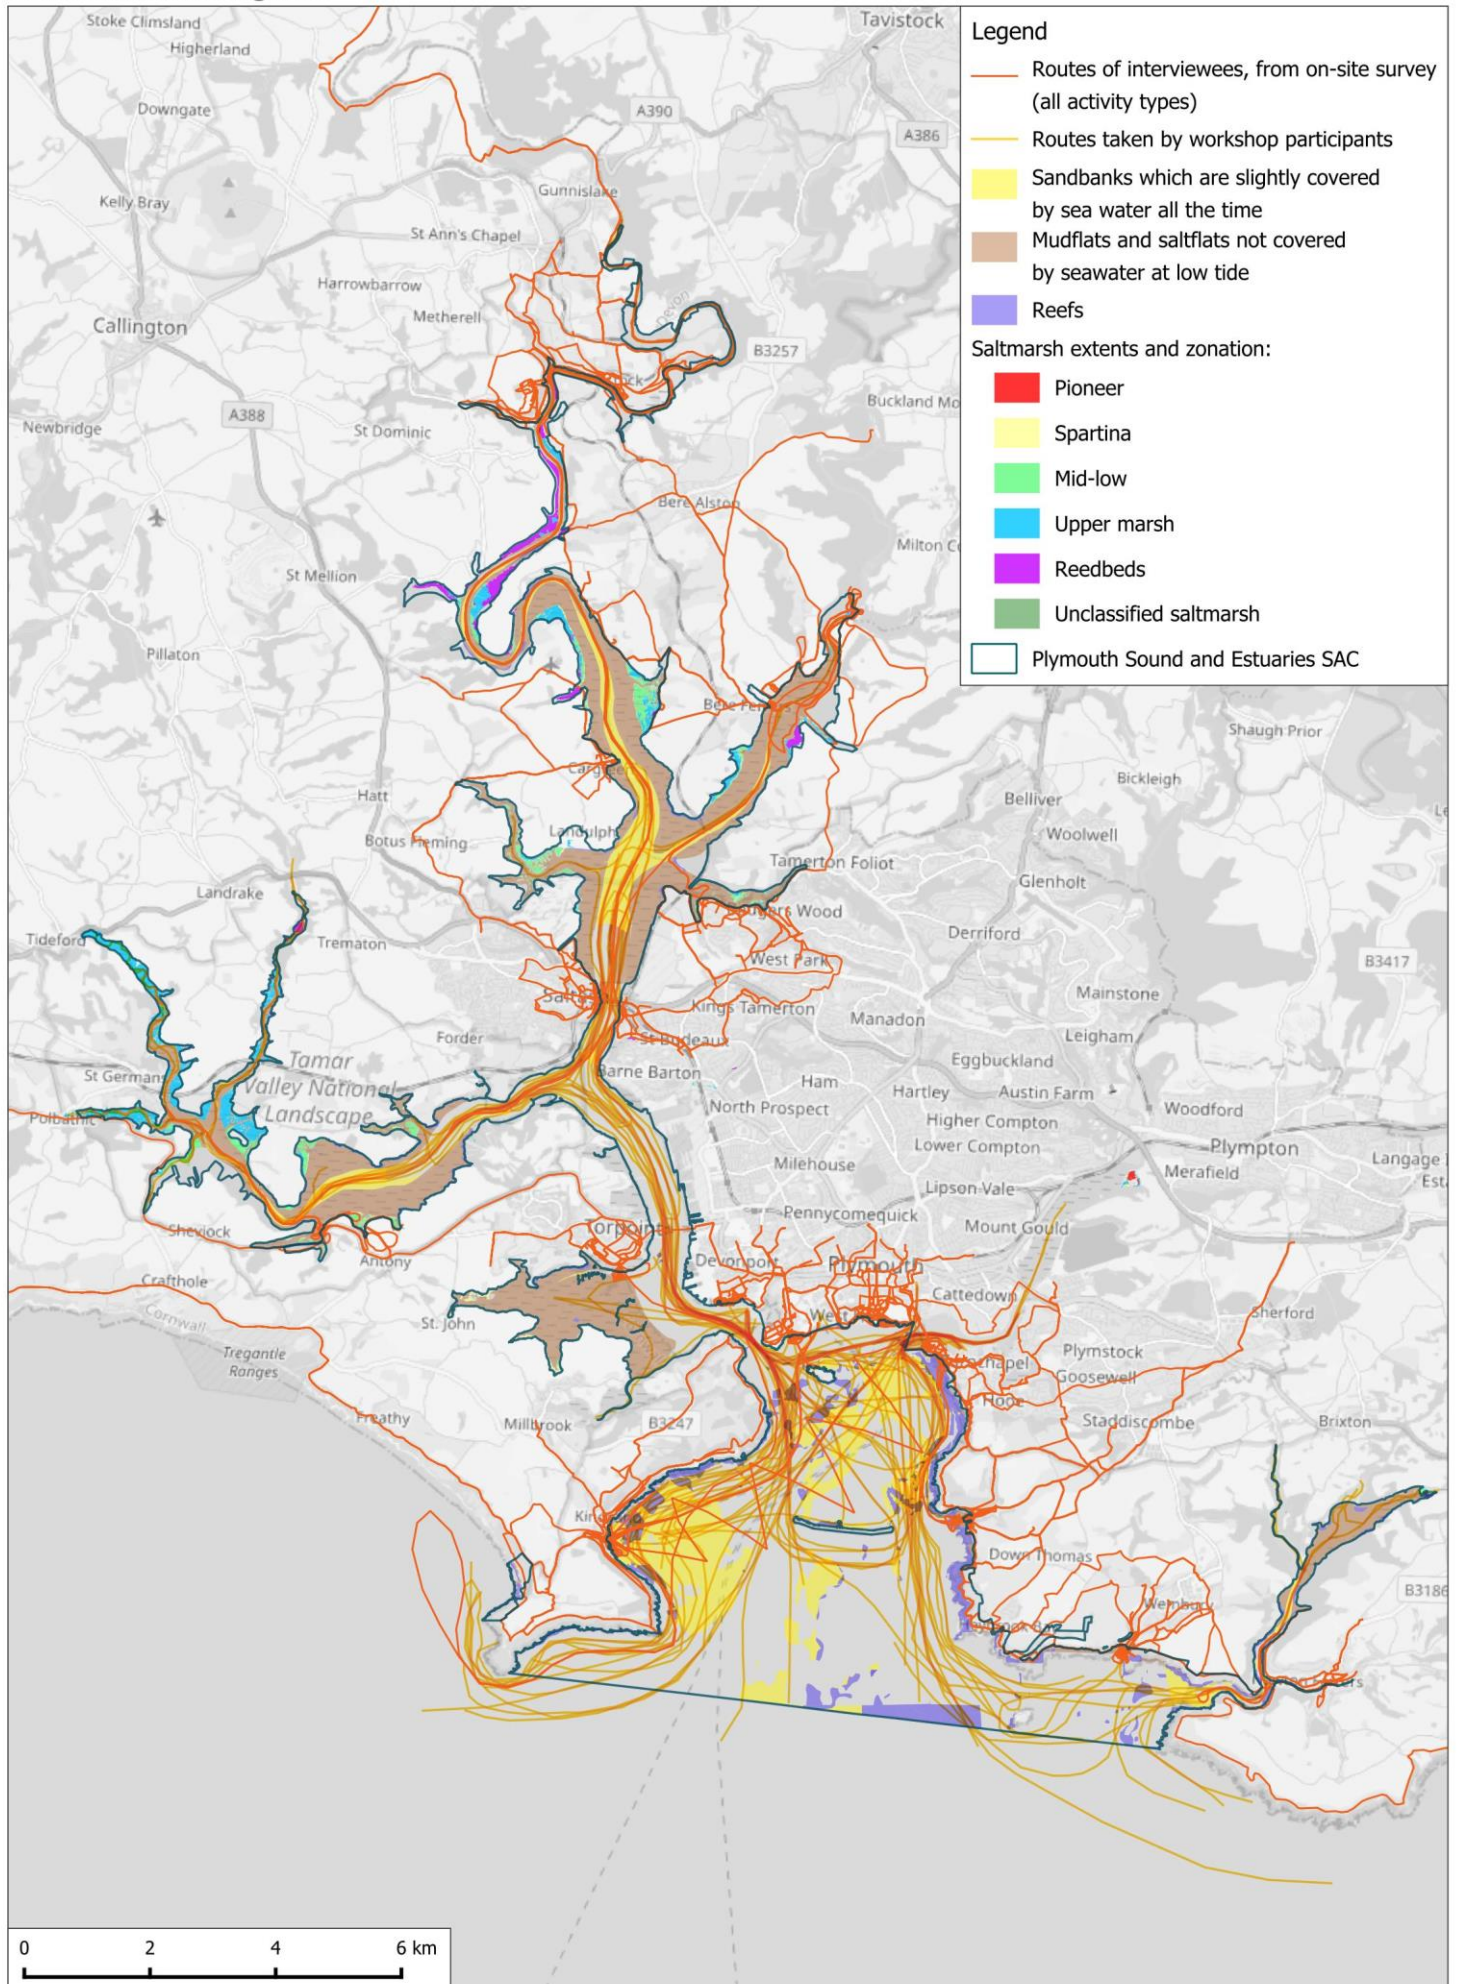 Stoke Climsland
Tavistock
Higherland
Downgate
A390
A386
Kelly Bray
Gunnislake
St Ann's Chapel
Harrowbarrow
Devon
Metherell
Callington
B3257
A388
Newbridge
St Dominic
Buckland Mo
Bere Alston
Milton C
St Mellion
Pillaton
Shaugh Prior
Bickleigh
Hatt
Belliver
Landulph
Woolwell
Botus Fleming
Tamerton Foliot
Landrake
Glenholt
Tideford
Trematon
Derriford
West Park
B3417
Mainstone
Kings Tamerton
Manadon
Forder
St Budeaux
Leigham
Tamar
Valley National
Landscape
Eggbuckland
St Germans
Barne Barton
Ham
Hartley
Austin Farm
North Prospect
Woodford
Polbathic
Higher Compton
Lower Compton
Plympton
Milehouse
Merafield
Langage
Est
Lipson Vale
Pennycomequick
Mount Gould
Sheviock
Torpoint
Antony
Devonport
Plymouth
Crafthole
Cattedown
Sherford
West
St. John
Cornwall
Plymstock
Tregantle
Ranges
Goosewell
Hooe
Freathy
Millbrook
B3247
Staddiscombe
Brixton
Down Thomas
B3186
Wembury
Legend
Routes of interviewees, from on-site survey
(all activity types)
Routes taken by workshop participants
Sandbanks which are slightly covered
by sea water all the time
Mudflats and saltflats not covered
by seawater at low tide
Reefs
Saltmarsh extents and zonation:
Pioneer
Spartina
Mid-low
Upper marsh
Reedbeds
Unclassified saltmarsh
Plymouth Sound and Estuaries SAC
0 2 4 6 km